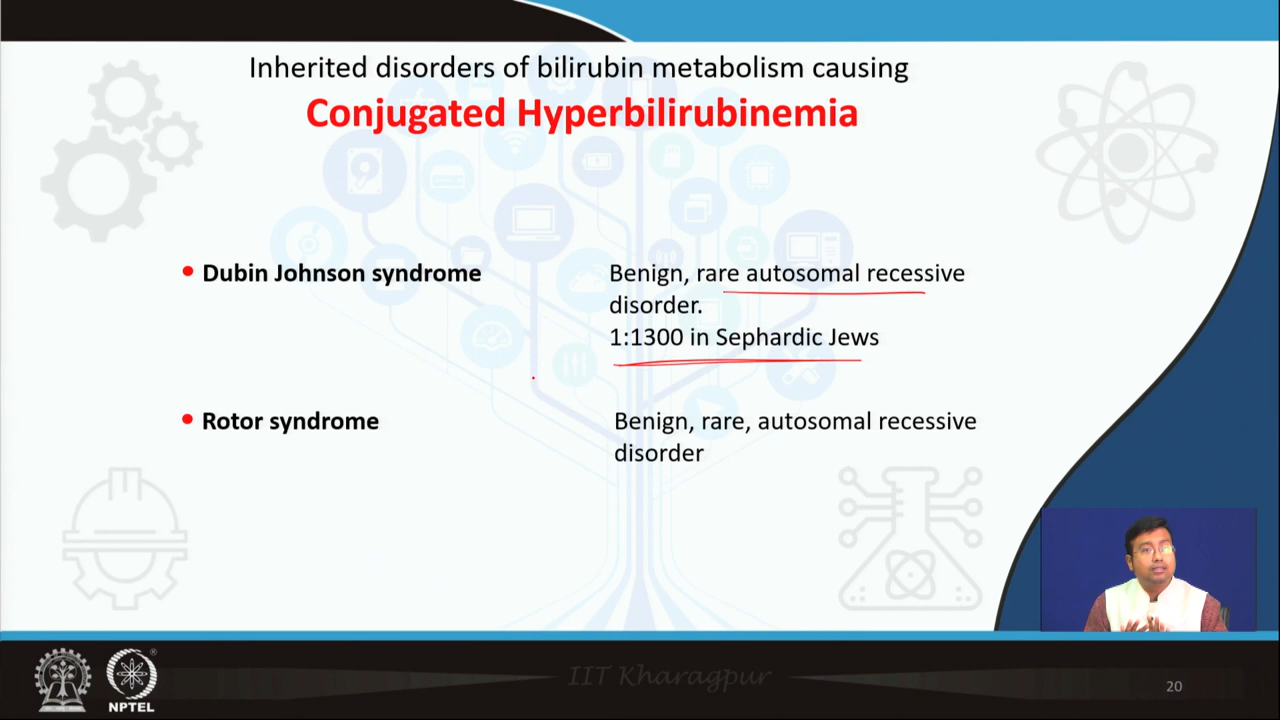 Inherited disorders of bilirubin metabolism causing
Conjugated Hyperbilirubinemia
• Dubin Johnson syndrome
Benign, rare autosomal recessive
disorder.
1:1300 in Sephardic Jews
• Rotor syndrome
Benign, rare, autosomal recessive
disorder
IIT Kharagpur
NPTEL
®
20